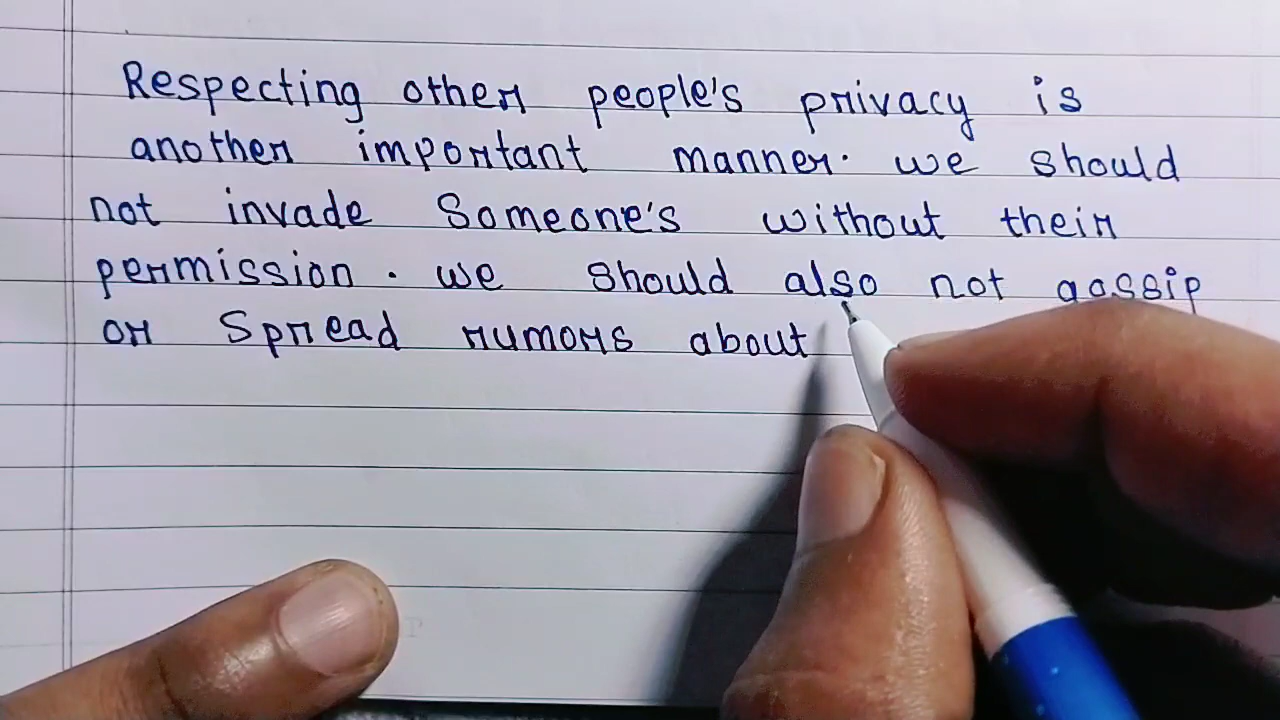 Respecting other people's privacy is
another important manner. we should
not invade Someone's without their
permission. we should also not gossip
or Spread rumors about